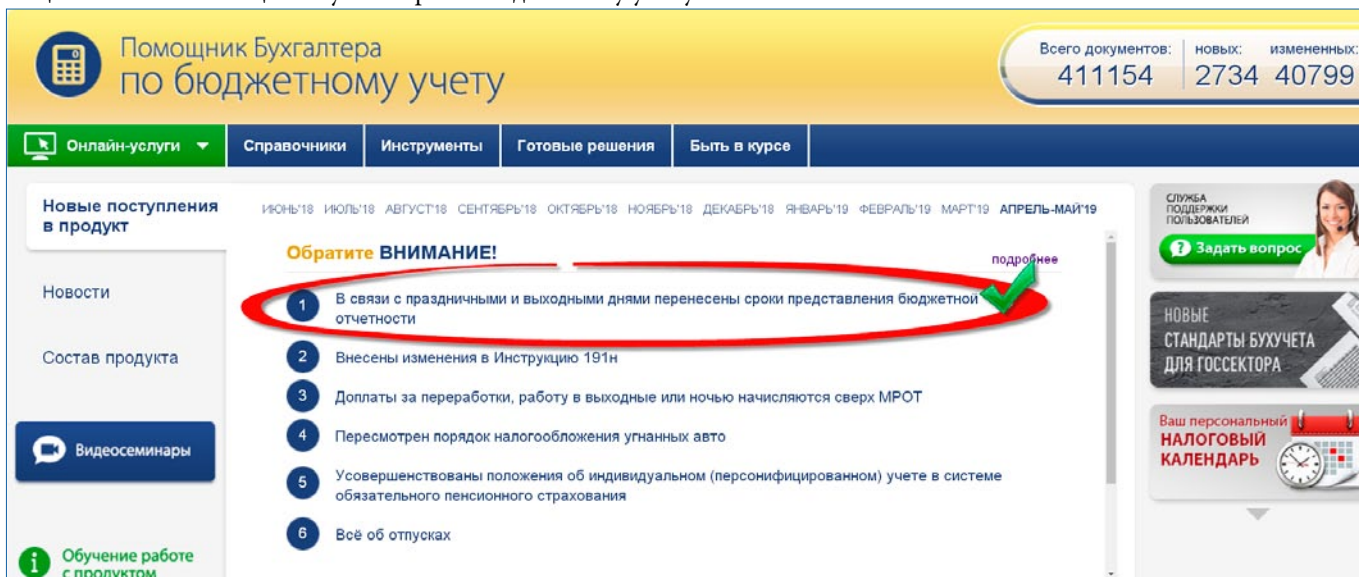 Помощник Бухгалтера
по бюджетному учету
Всего документов: новых: измененных:
411154 2734 40799
Онлайн-услуги Справочники Инструменты Готовые решения Быть в курсе
Новые поступления
в продукт
Новости
Состав продукта
Видеосеминары
Обучение работе
с продуктом
ИЮНЬ'18 ИЮЛЬ'18 АВГУСТ'18 СЕНТЯБРЬ'18 ОКТЯБРЬ'18 НОЯБРЬ'18 ДЕКАБРЬ'18 ЯНВАРЬ'19 ФЕВРАЛЬ'19 МАРТ'19 АПРЕЛЬ-МАЙ'19
Обратите ВНИМАНИЕ!
подробнее
1 В связи с праздничными и выходными днями перенесены сроки представления бюджетной
отчетности
2 Внесены изменения в Инструкцию 191н
3 Доплаты за переработки, работу в выходные или ночью начисляются сверх МРОТ
4 Пересмотрен порядок налогообложения угнанных авто
5 Усовершенствованы положения об индивидуальном (персонифицированном) учете в системе
обязательного пенсионного страхования
6 Всё об отпусках
СЛУЖБА
ПОДДЕРЖКИ
ПОЛЬЗОВАТЕЛЕЙ
? Задать вопрос
НОВЫЕ
СТАНДАРТЫ БУХУЧЕТА
ДЛЯ ГОССЕКТОРА
Ваш персональный
НАЛОГОВЫЙ
КАЛЕНДАРЬ